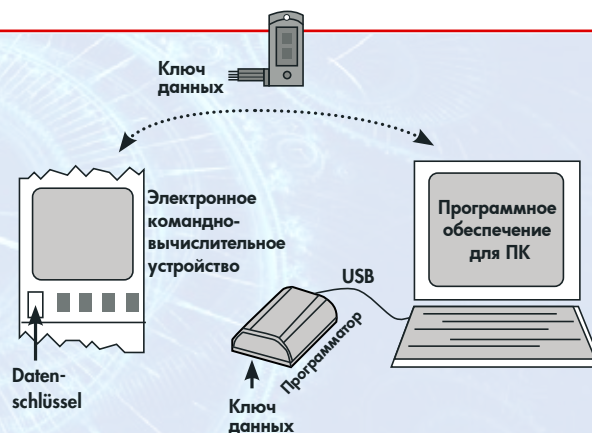 Ключ
данных
Электронное
командно-
вычислительное
устройство
Программное
обеспечение
для ПК
USB
Программатор
Daten-
schlüssel
Ключ
данных